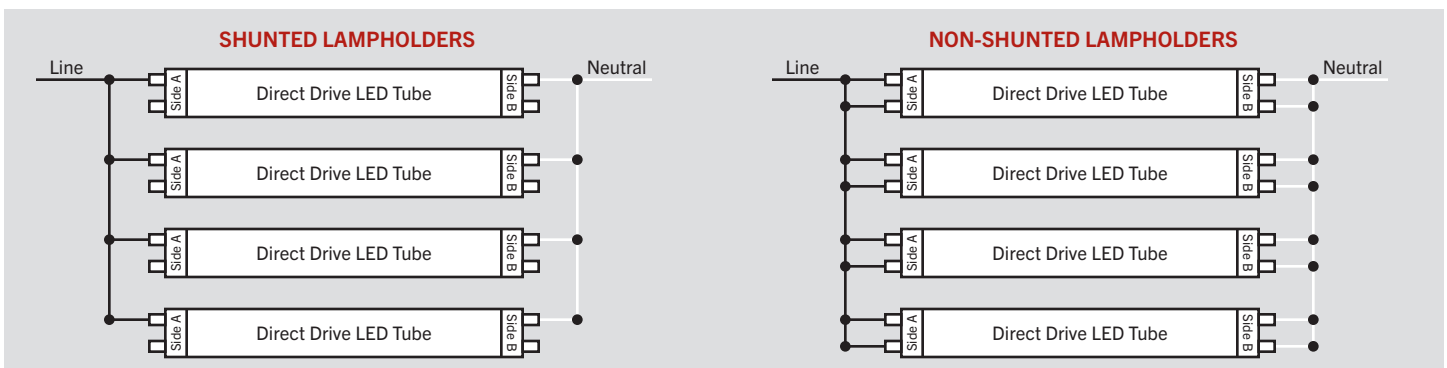 SHUNTED LAMPHOLDERS
Line
Neutral
Side A
Direct Drive LED Tube
Side B
Side A
Direct Drive LED Tube
Side B
Side A
Direct Drive LED Tube
Side B
Side A
Direct Drive LED Tube
Side B
NON-SHUNTED LAMPHOLDERS
Line
Neutral
Side A
Direct Drive LED Tube
Side B
Side A
Direct Drive LED Tube
Side B
Side A
Direct Drive LED Tube
Side B
Side A
Direct Drive LED Tube
Side B